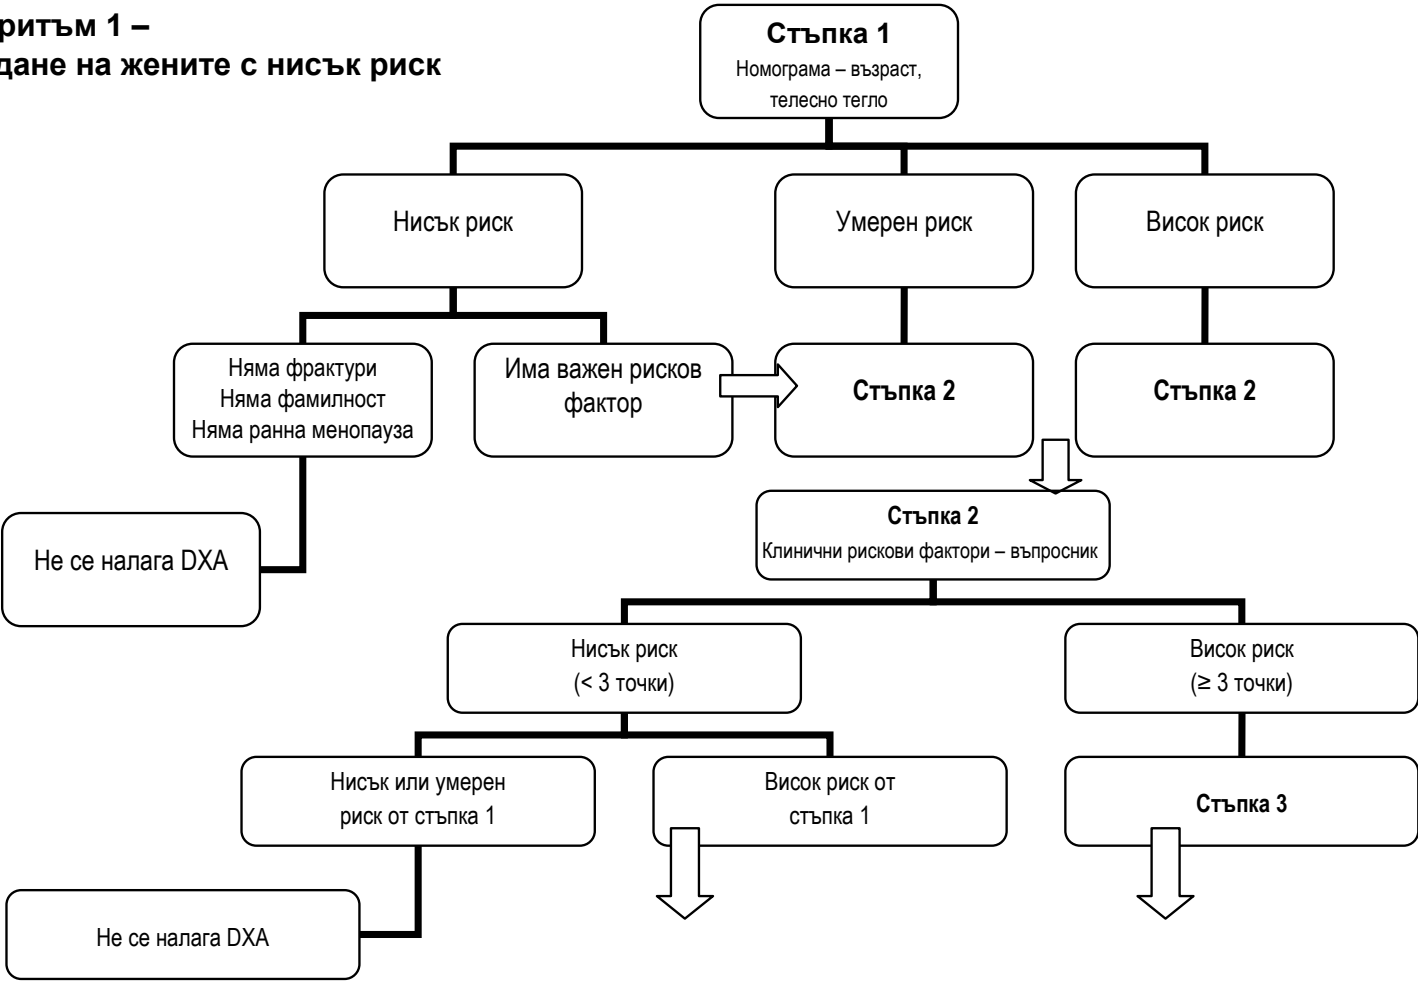 ритъм 1 –
дане на жените с нисък риск
Стъпка 1
Номограма – възраст,
телесно тегло
Нисък риск
Умерен риск
Висок риск
Няма фрактури
Няма фамилност
Няма ранна менопауза
Има важен рисков
фактор
Стъпка 2
Стъпка 2
Не се налага DXA
Стъпка 2
Клинични рискови фактори – въпросник
Нисък риск
(< 3 точки)
Висок риск
(≥ 3 точки)
Нисък или умерен
риск от стъпка 1
Висок риск от
стъпка 1
Стъпка 3
Не се налага DXA